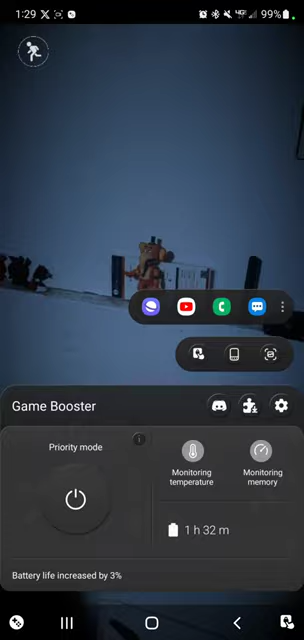 1:29
99%
Game Booster
Priority mode
Monitoring temperature
Monitoring memory
1 h 32 m
Battery life increased by 3%